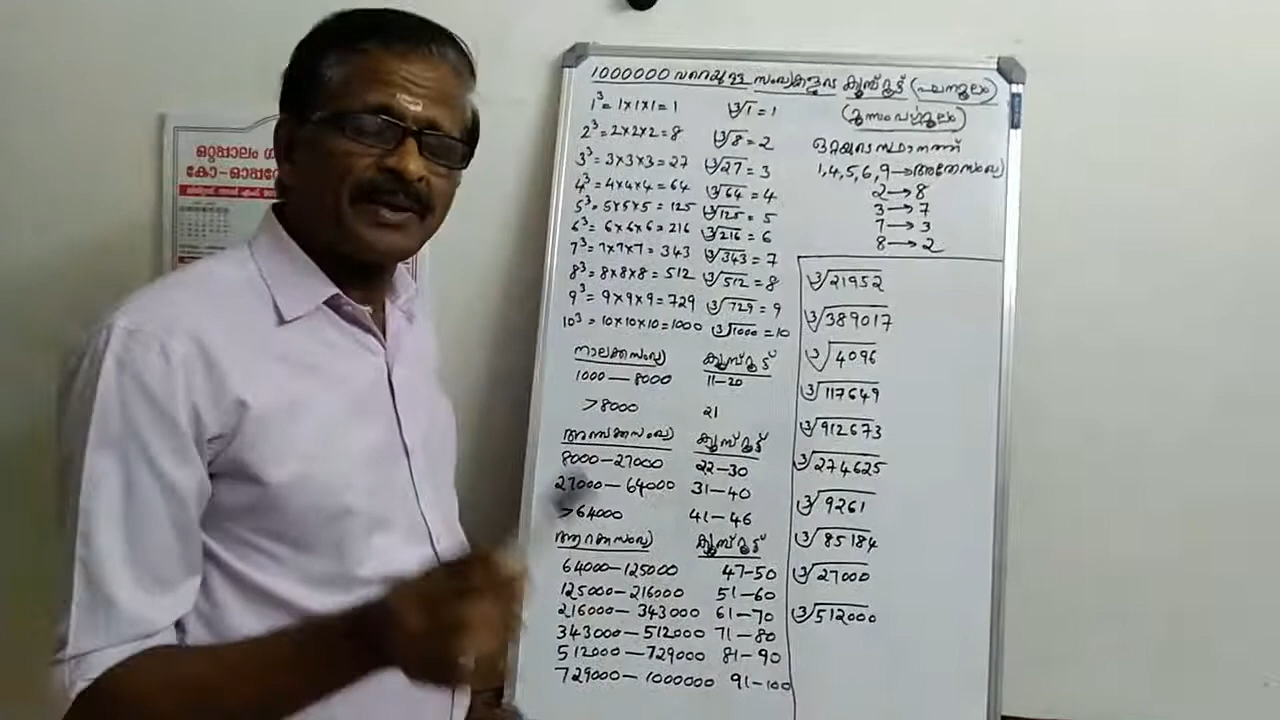 1000000 വരെയുള്ള സംഖ്യകളുടെ ക്യൂബ് റൂട്ട് (ഘനമൂലം)
(മൂന്നാംവർഗ്ഗമൂലം)
1³ = 1×1×1 = 1 ∛1 = 1
2³ = 2×2×2 = 8 ∛8 = 2
3³ = 3×3×3 = 27 ∛27 = 3
4³ = 4×4×4 = 64 ∛64 = 4
5³ = 5×5×5 = 125 ∛125 = 5
6³ = 6×6×6 = 216 ∛216 = 6
7³ = 7×7×7 = 343 ∛343 = 7
8³ = 8×8×8 = 512 ∛512 = 8
9³ = 9×9×9 = 729 ∛729 = 9
10³ = 10×10×10 = 1000 ∛1000 = 10
നാലക്കസംഖ്യ ക്യൂബ് റൂട്ട്
1000 — 8000 11-20
>8000 21
അഞ്ചക്കസംഖ്യ ക്യൂബ് റൂട്ട്
8000 — 27000 22-30
27000 — 64000 31-40
>64000 41-46
ആറക്കസംഖ്യ ക്യൂബ് റൂട്ട്
64000 — 125000 47-50
125000 — 216000 51-60
216000 — 343000 61-70
343000 — 512000 71-80
512000 — 729000 81-90
729000 — 1000000 91-100
ഒറ്റയുടെ സ്ഥാനത്ത്
1,4,5,6,9 → അതേസംഖ്യ
2 → 8
3 → 7
7 → 3
8 → 2
∛21952
∛389017
∛4096
∛117649
∛912673
∛274625
∛9261
∛85184
∛27000
∛512000
ഒറ്റപ്പാലം
കോ-ഓപ്പറേ